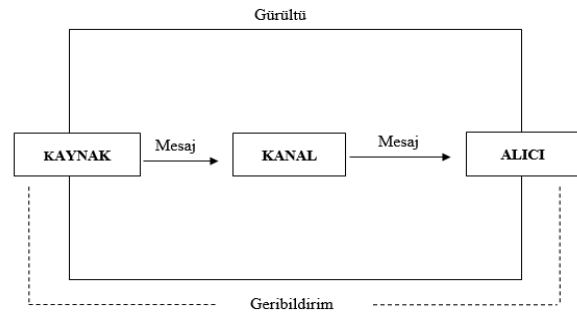 Gürültü
Mesaj
Mesaj
KAYNAK
KANAL
ALICI
Geribildirim